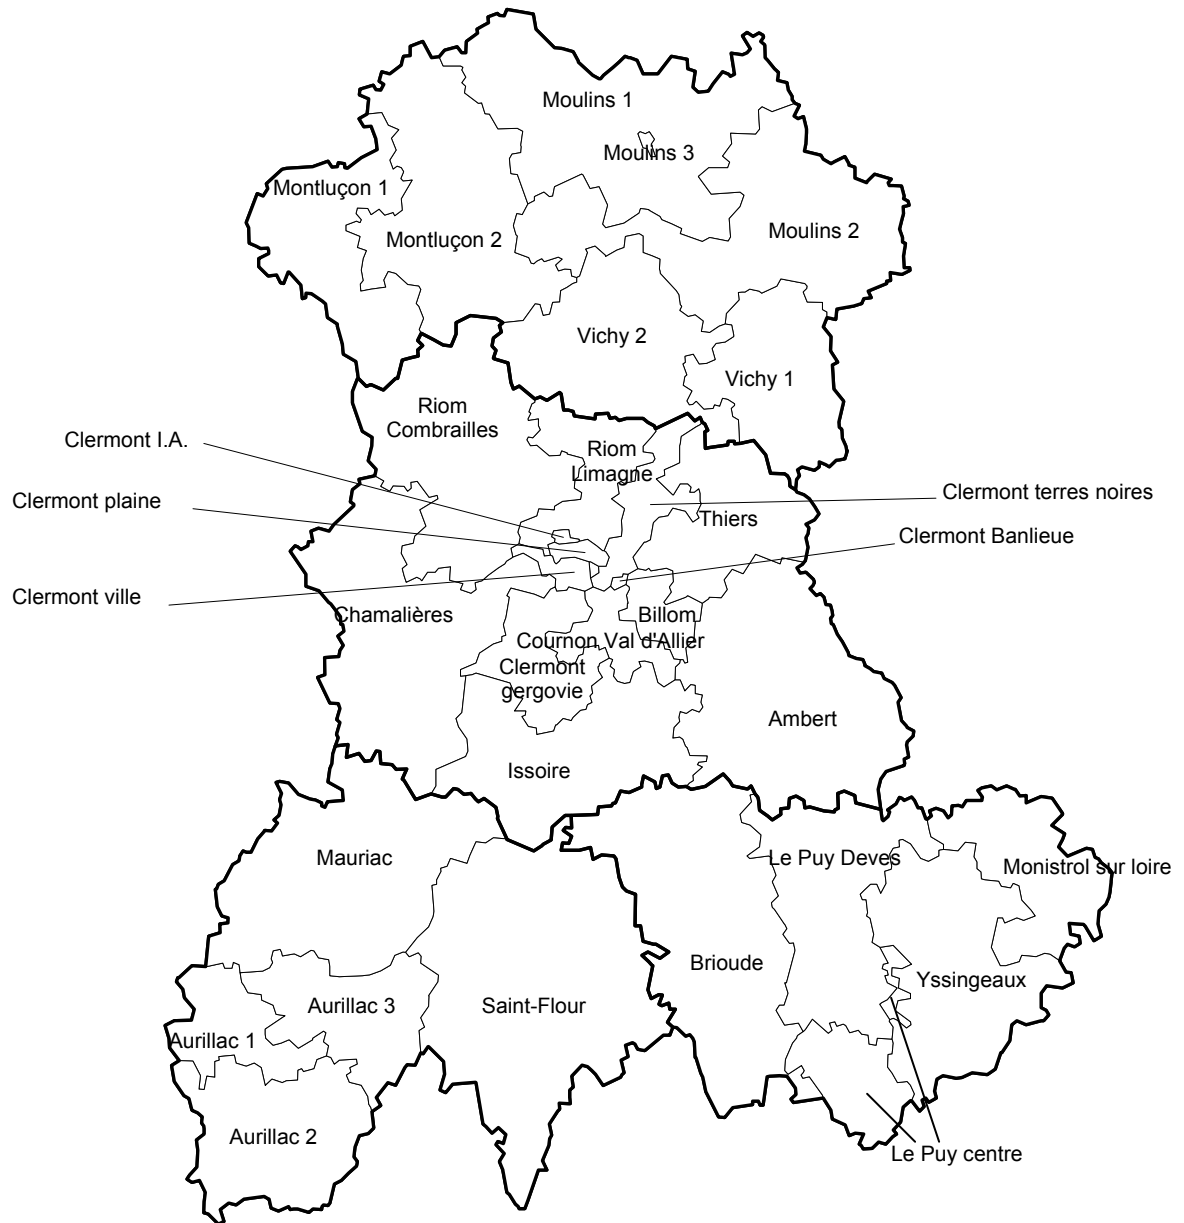 Moulins 1
Moulins 3
Montluçon 1
Moulins 2
Montluçon 2
Vichy 2
Vichy 1
Riom
Combrailles
Clermont I.A.
Riom
Limagne
Clermont plaine
Clermont terres noires
Thiers
Clermont Banlieue
Clermont ville
Chamalières
Billom
Cournon Val d'Allier
Clermont
gergovie
Ambert
Issoire
Mauriac
Le Puy Deves
Monistrol sur loire
Brioude
Yssingeaux
Aurillac 3
Saint-Flour
Aurillac 1
Aurillac 2
Le Puy centre